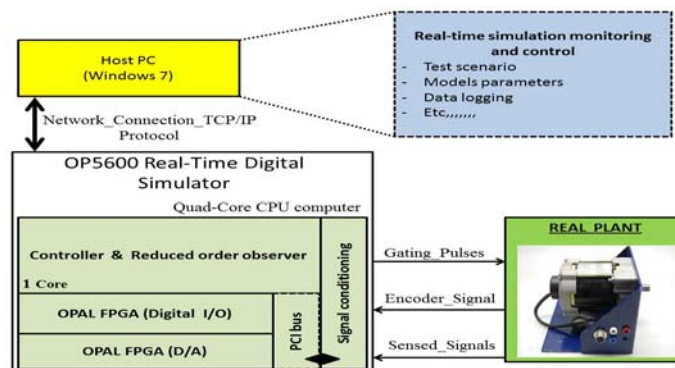 Host PC
(Windows 7)
Real-time simulation monitoring
and control
- Test scenario
- Models parameters
- Data logging
- Etc,,,,,,,
Network_Connection_TCP/IP
Protocol
OP5600 Real-Time Digital
Simulator
Quad-Core CPU computer
Controller & Reduced order observer
1 Core
OPAL FPGA (Digital I/O)
OPAL FPGA (D/A)
PCI bus
Signal conditioning
Gating_Pulses
Encoder_Signal
Sensed_Signals
REAL PLANT